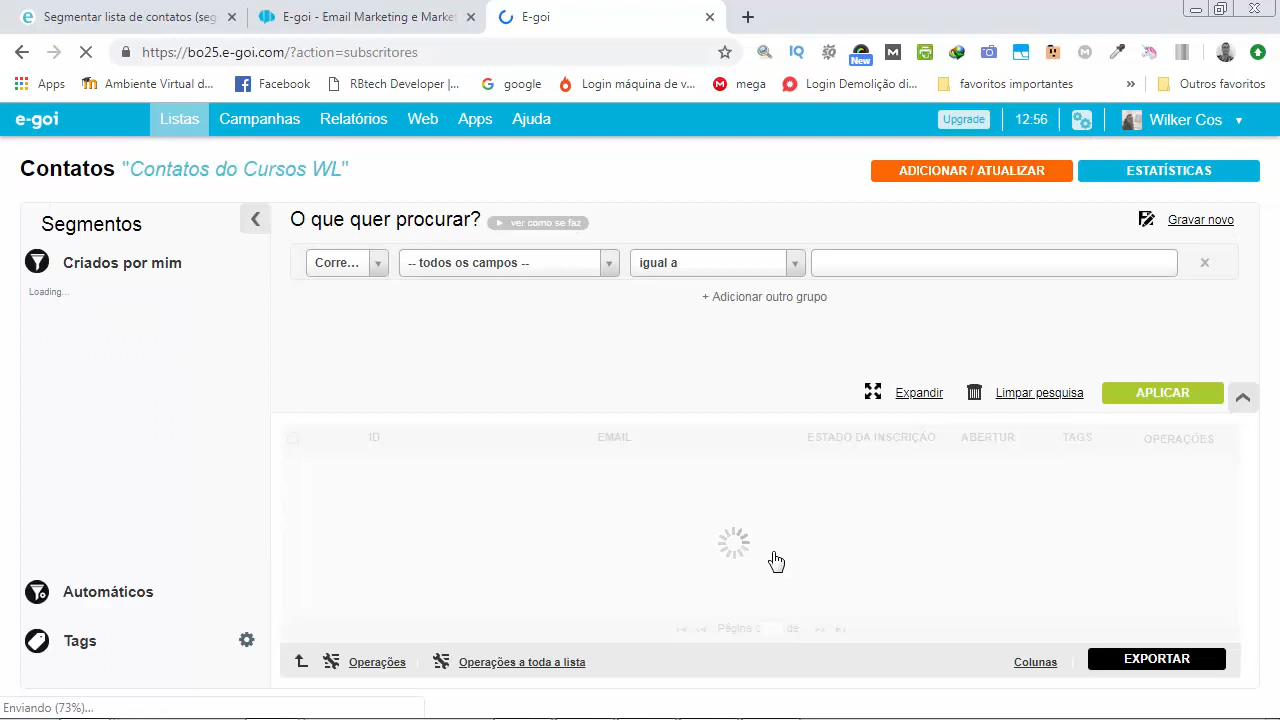 Segmentar lista de contatos (seg
E-goi - Email Marketing e Marke
E-goi
https://bo25.e-goi.com/?action=subscritores
New
Apps
Ambiente Virtual d...
Facebook
RBtech Developer |...
google
Login máquina de v...
mega
Login Demolição di...
favoritos importantes
»
Outros favoritos
e-goi
Listas
Campanhas
Relatórios
Web
Apps
Ajuda
Upgrade
12:56
Wilker Cos
Contatos "Contatos do Cursos WL"
ADICIONAR / ATUALIZAR
ESTATÍSTICAS
Segmentos
O que quer procurar?
ver como se faz
Gravar novo
Criados por mim
Corre...
-- todos os campos --
igual a
Loading...
+ Adicionar outro grupo
Expandir
Limpar pesquisa
APLICAR
ID
EMAIL
ESTADO DA INSCRIÇÃO
ABERTUR
TAGS
OPERAÇÕES
Automáticos
Página
de
Tags
Operações
Operações a toda a lista
Colunas
EXPORTAR
Enviando (73%)...